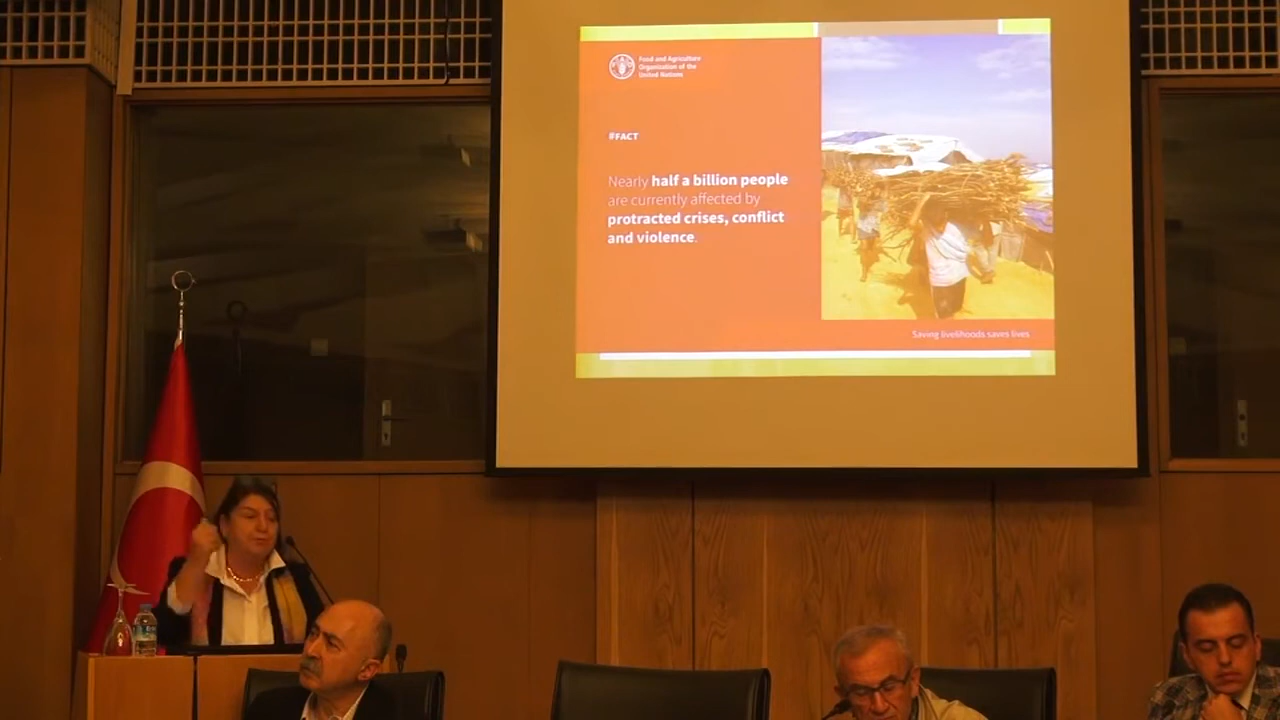 Food and Agriculture
Organization of the
United Nations
#FACT
Nearly half a billion people
are currently affected by
protracted crises, conflict
and violence.
Saving livelihoods saves lives